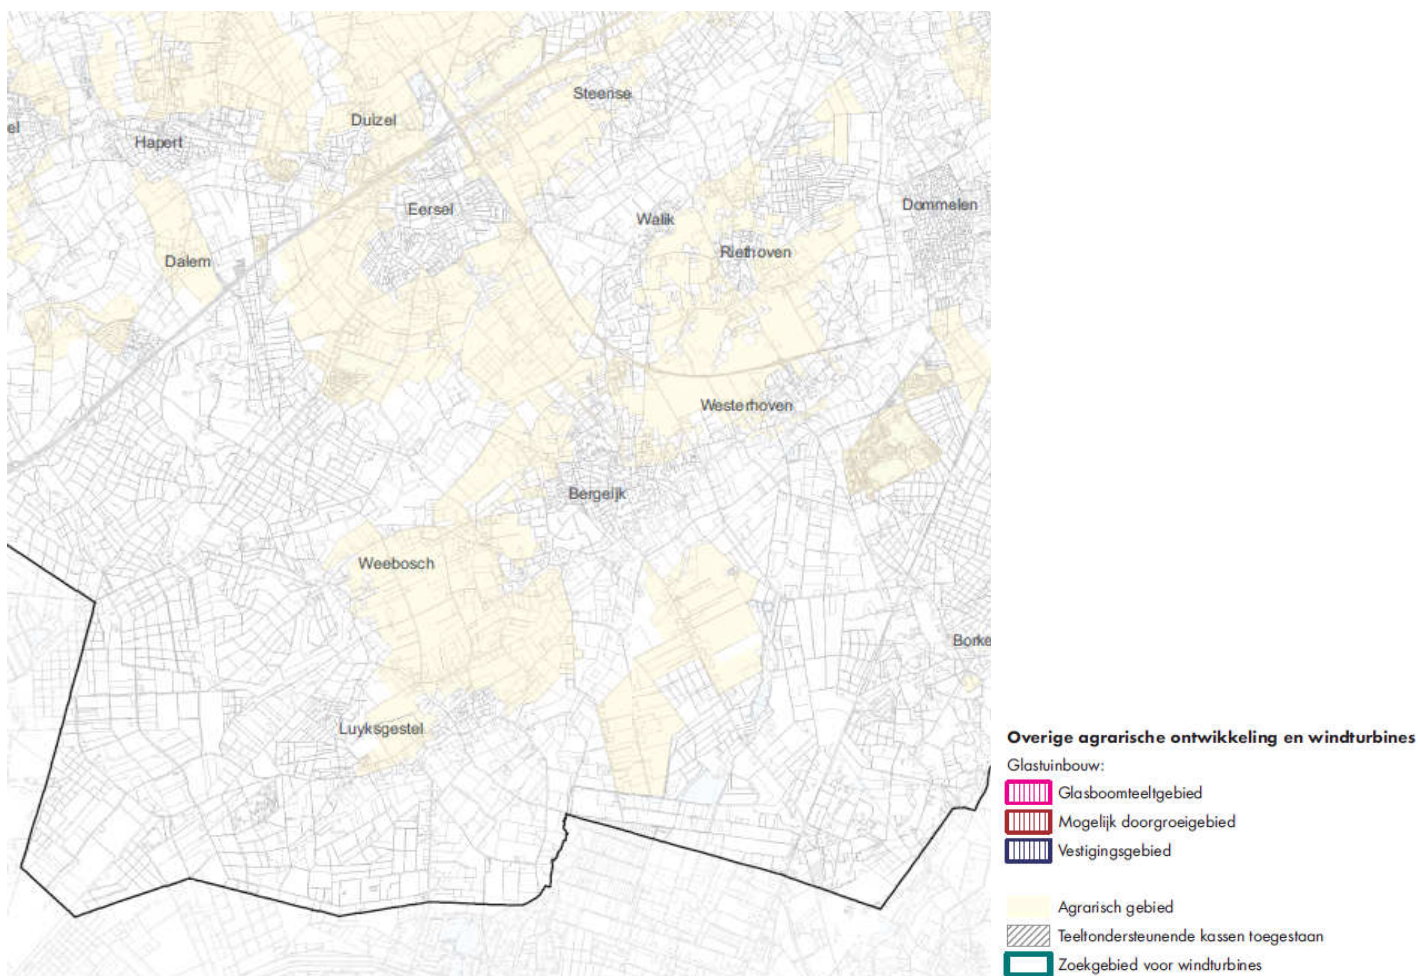 Steensel
Duizel
el
Hapert
Eersel
Dommelen
Walik
Riethoven
Dalem
Westerhoven
Bergeijk
Weebosch
Borke
Luyksgestel
Overige agrarische ontwikkeling en windturbines
Glastuinbouw:
Glasboomteeltgebied
Mogelijk doorgroeigebied
Vestigingsgebied
Agrarisch gebied
Teeltondersteunende kassen toegestaan
Zoekgebied voor windturbines